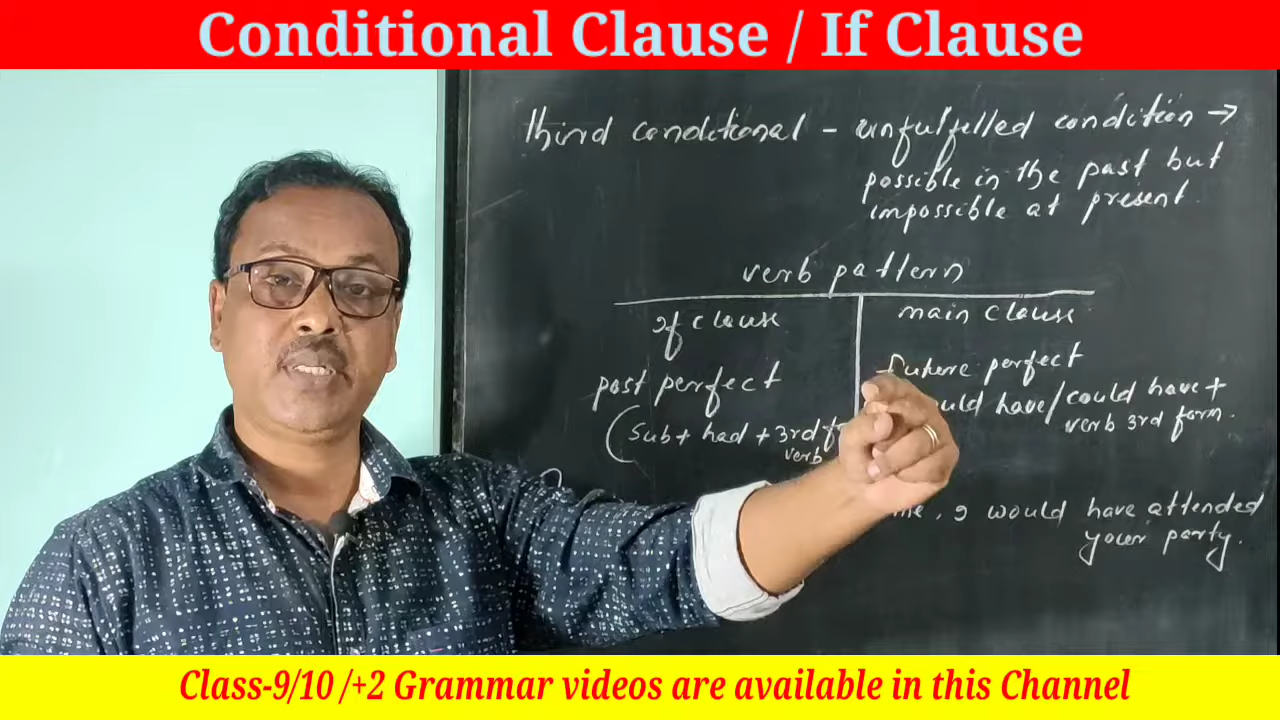 Conditional Clause / If Clause
Third conditional - unfulfilled condition →
possible in the past but
impossible at present.
verb pattern
If clause
main clause
past perfect
Future perfect
(Sub + had + 3rd
verb
have/could have +
verb 3rd form.
, I would have attended
your party.
Class-9/10 /+2 Grammar videos are available in this Channel